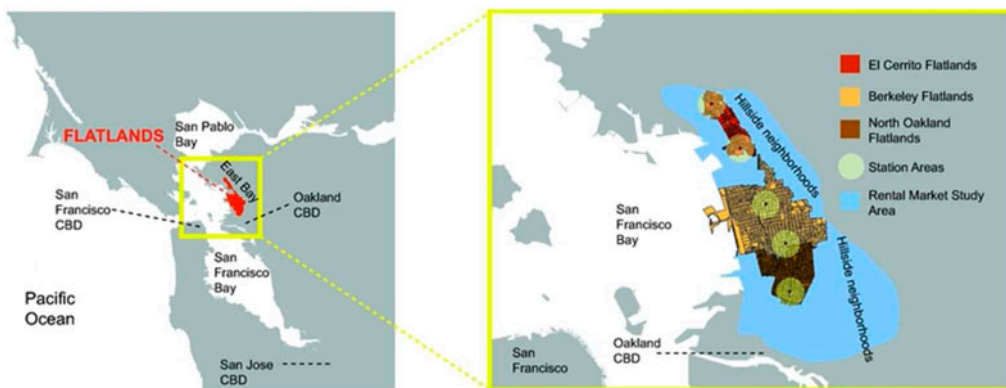 FLATLANDS
San Pablo
Bay
East Bay
San
Francisco
CBD
Oakland
CBD
San
Francisco
Bay
Pacific
Ocean
San Jose
CBD
El Cerrito Flatlands
Berkeley Flatlands
North Oakland
Flatlands
Station Areas
Rental Market Study
Area
Hillside neighborhoods
San
Francisco
Bay
Hillside neighborhoods
San
Francisco
Oakland
CBD